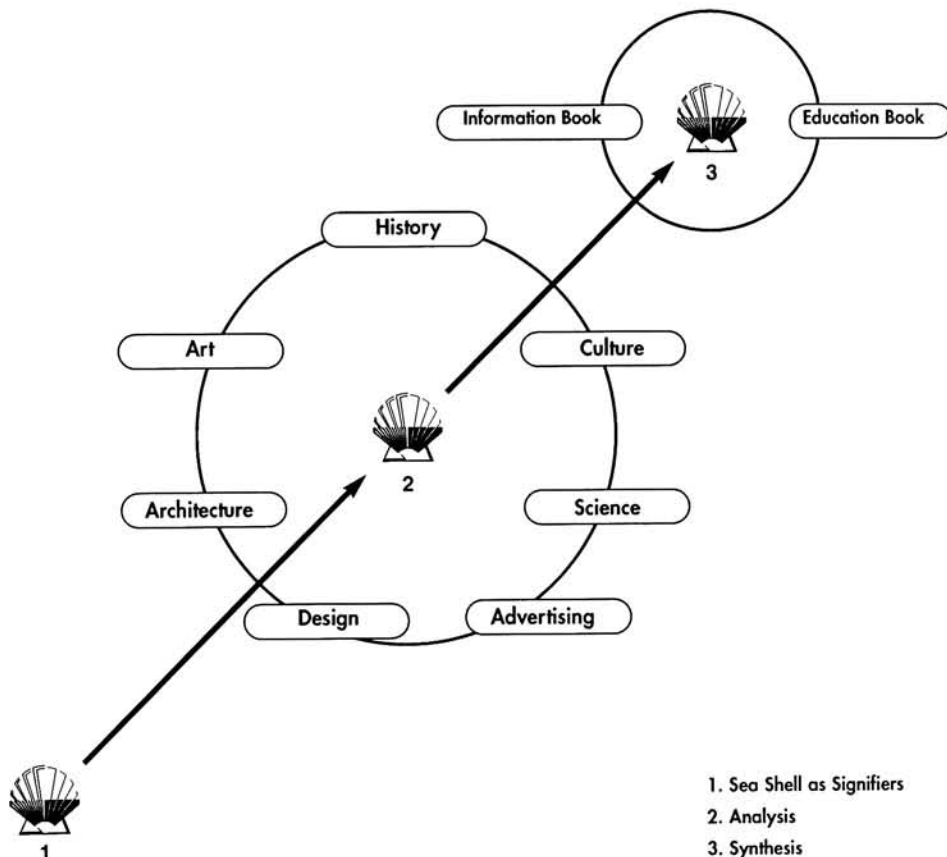 Information Book
Education Book
3
History
Art
Culture
2
Architecture
Science
Design
Advertising
1
1. Sea Shell as Signifiers
2. Analysis
3. Synthesis